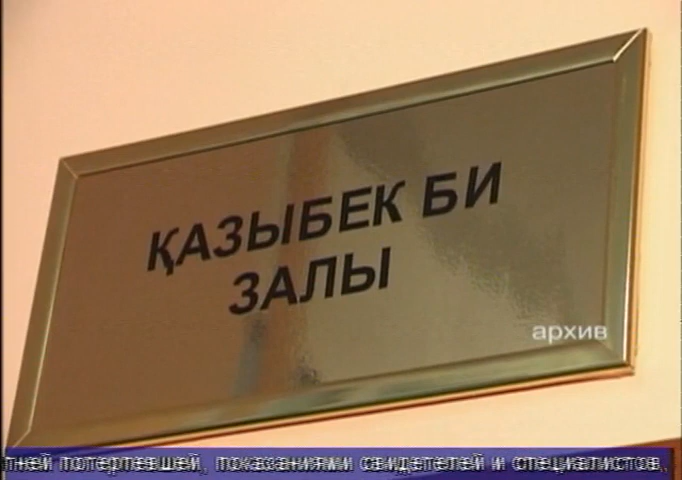 ҚАЗЫБЕК БИ
ЗАЛЫ
архив
потерпевшей, показаниями свидетелей и специалистов,